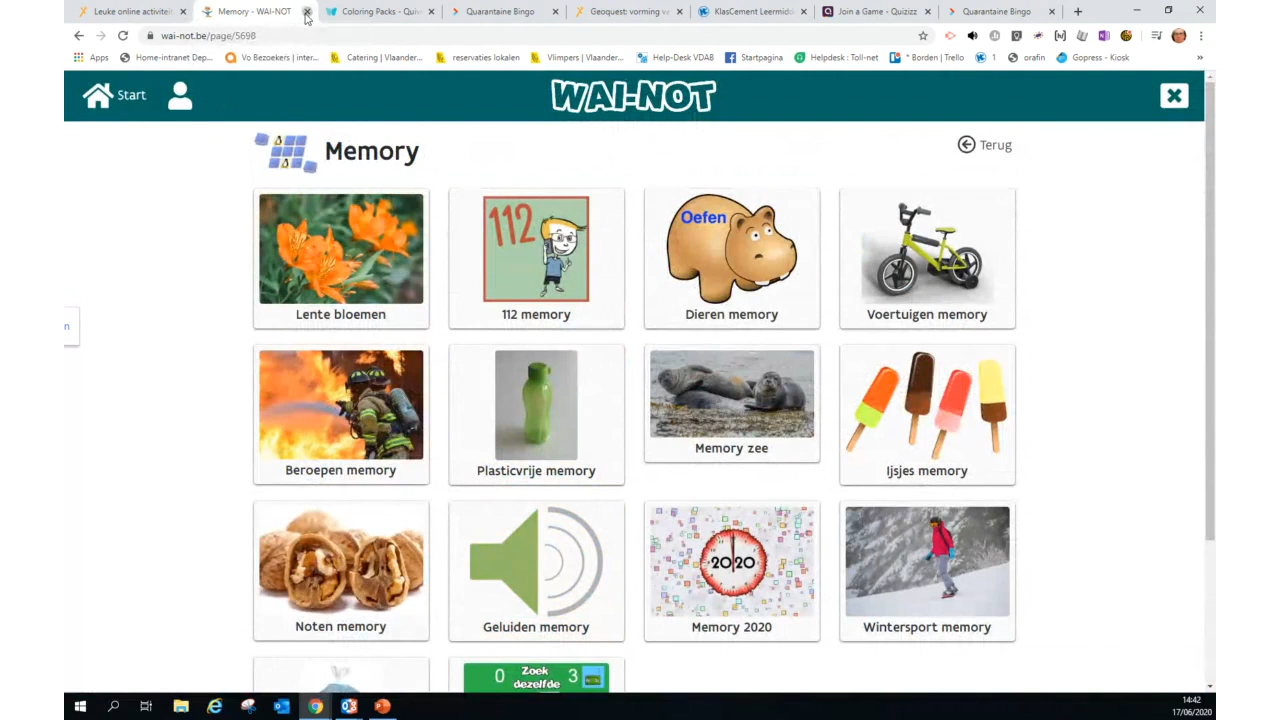 Leuke online activiteit
Memory - WAI-NOT
Coloring Packs - Quiv
Quarantaine Bingo
Geoquest: vorming w
KlasCement Leermidd
Join a Game - Quizizz
Quarantaine Bingo
wai-not.be/page/5698
Apps
Home-intranet Dep...
Vo Bezoekers | inter...
Catering | Vlaander...
reservaties lokalen
Vlimpers | Vlaander...
Help-Desk VDAB
Startpagina
Helpdesk : Toll-net
* Borden | Trello
1
orafin
Gopress - Kiosk
Start
WAI-NOT
Memory
Terug
112
Oefen
Lente bloemen
112 memory
Dieren memory
Voertuigen memory
n
Beroepen memory
Plasticvrije memory
Memory zee
Ijsjes memory
2020
Noten memory
Geluiden memory
Memory 2020
Wintersport memory
0 Zoek 3
dezelfde
14:42
17/06/2020